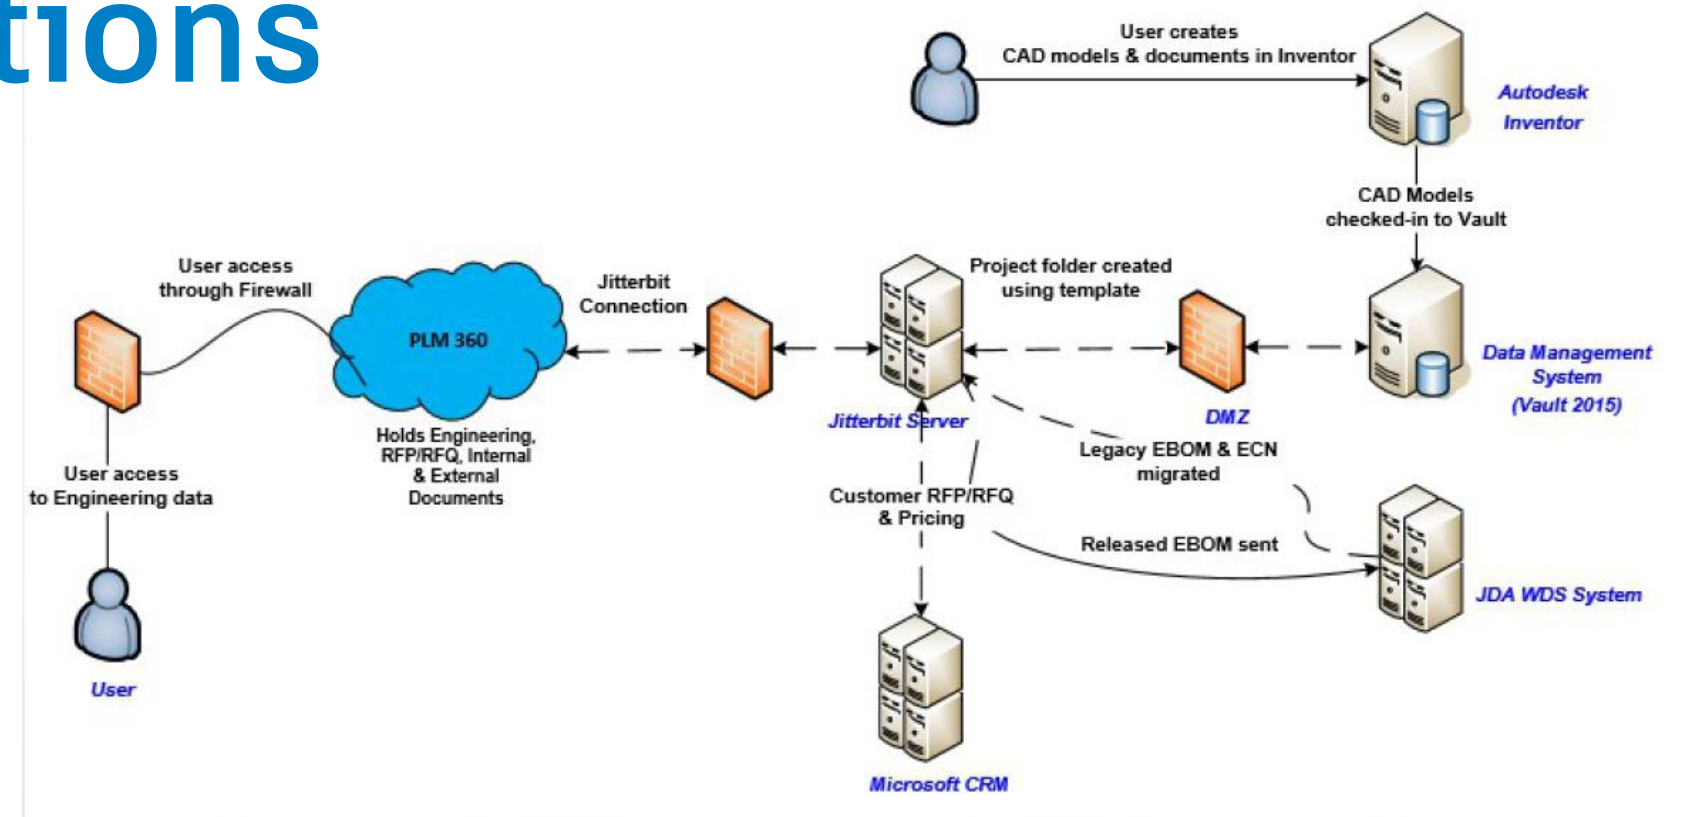 tions
User creates
CAD models & documents in Inventor
Autodesk
Inventor
CAD Models
checked-in to Vault
User access
through Firewall
PLM 360
Jitterbit
Connection
Project folder created
using template
Data Management
System
(Vault 2015)
Jitterbit Server
DMZ
Holds Engineering,
RFP/RFQ, Internal
& External
Documents
Legacy EBOM & ECN
migrated
User access
to Engineering data
Customer RFP/RFQ
& Pricing
Released EBOM sent
JDA WDS System
User
Microsoft CRM